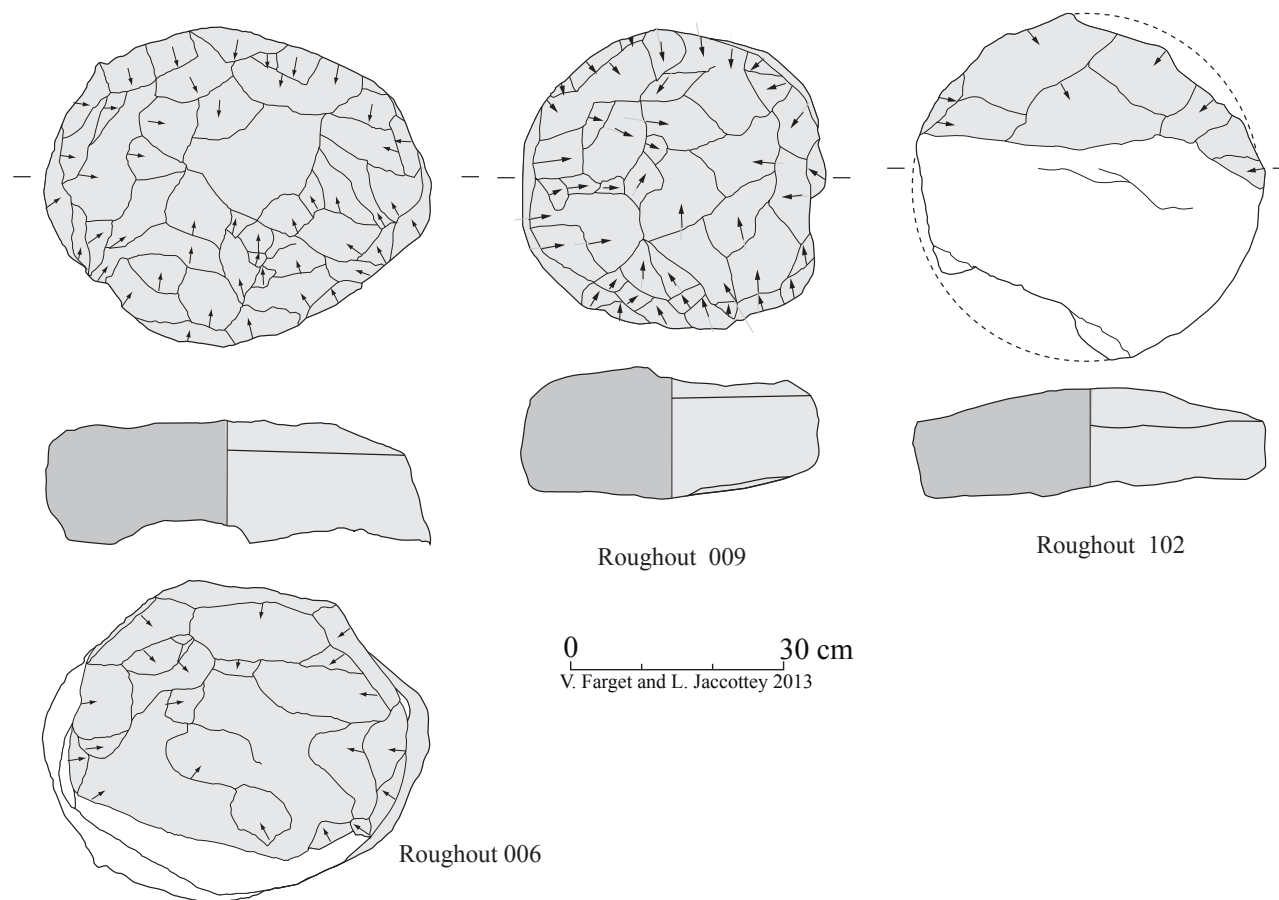 Roughout 009
Roughout 102
0 30 cm
V. Farget and L. Jaccottey 2013
Roughout 006